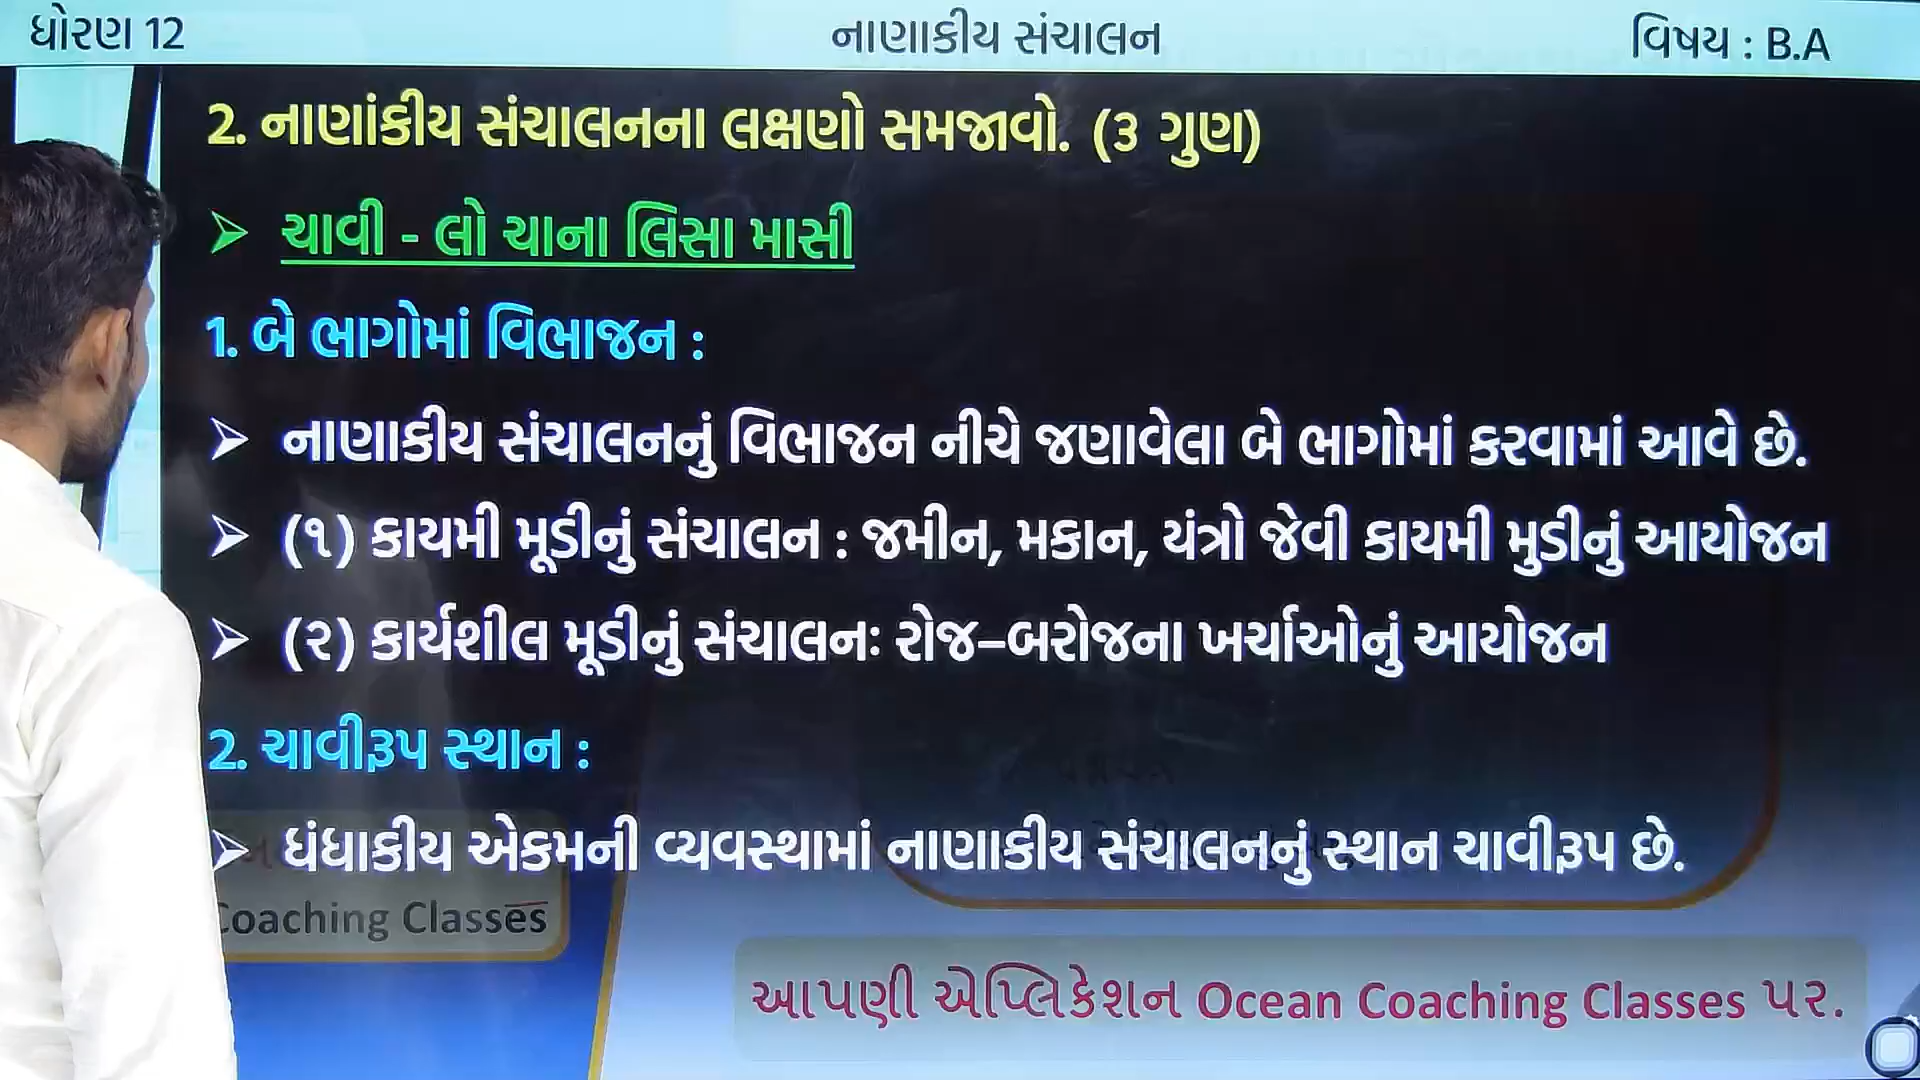 ધોરણ 12
નાણાકીય સંચાલન
વિષય : B.A
2. નાણાંકીય સંચાલનના લક્ષણો સમજાવો. (૩ ગુણ)
➢ ચાવી - લો ચાના લિસા માસી
1. બે ભાગોમાં વિભાજન :
➢ નાણાકીય સંચાલનનું વિભાજન નીચે જણાવેલા બે ભાગોમાં કરવામાં આવે છે.
➢ (૧) કાયમી મૂડીનું સંચાલન : જમીન, મકાન, યંત્રો જેવી કાયમી મુડીનું આયોજન
➢ (૨) કાર્યશીલ મૂડીનું સંચાલનઃ રોજ–બરોજના ખર્ચાઓનું આયોજન
2. ચાવીરૂપ સ્થાન :
➢ ધંધાકીય એકમની વ્યવસ્થામાં નાણાકીય સંચાલનનું સ્થાન ચાવીરૂપ છે.
Coaching Classes
આપણી એપ્લિકેશન Ocean Coaching Classes પર.